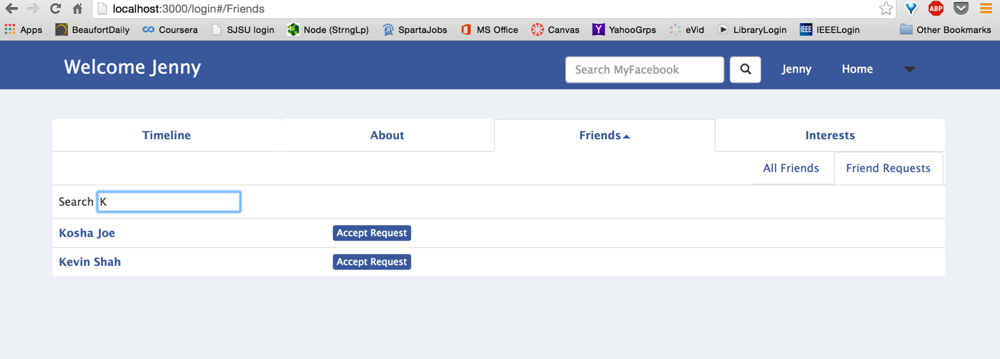 localhost:3000/login#/Friends
ABP
Apps BeaufortDaily Coursera SJSU login Node (StrngLp) SpartaJobs MS Office Canvas Y YahooGrps eVid LibraryLogin IEEE IEEELogin Other Bookmarks
Welcome Jenny Search MyFacebook Jenny Home
Timeline About Friends Interests
All Friends Friend Requests
Search K
Kosha Joe Accept Request
Kevin Shah Accept Request